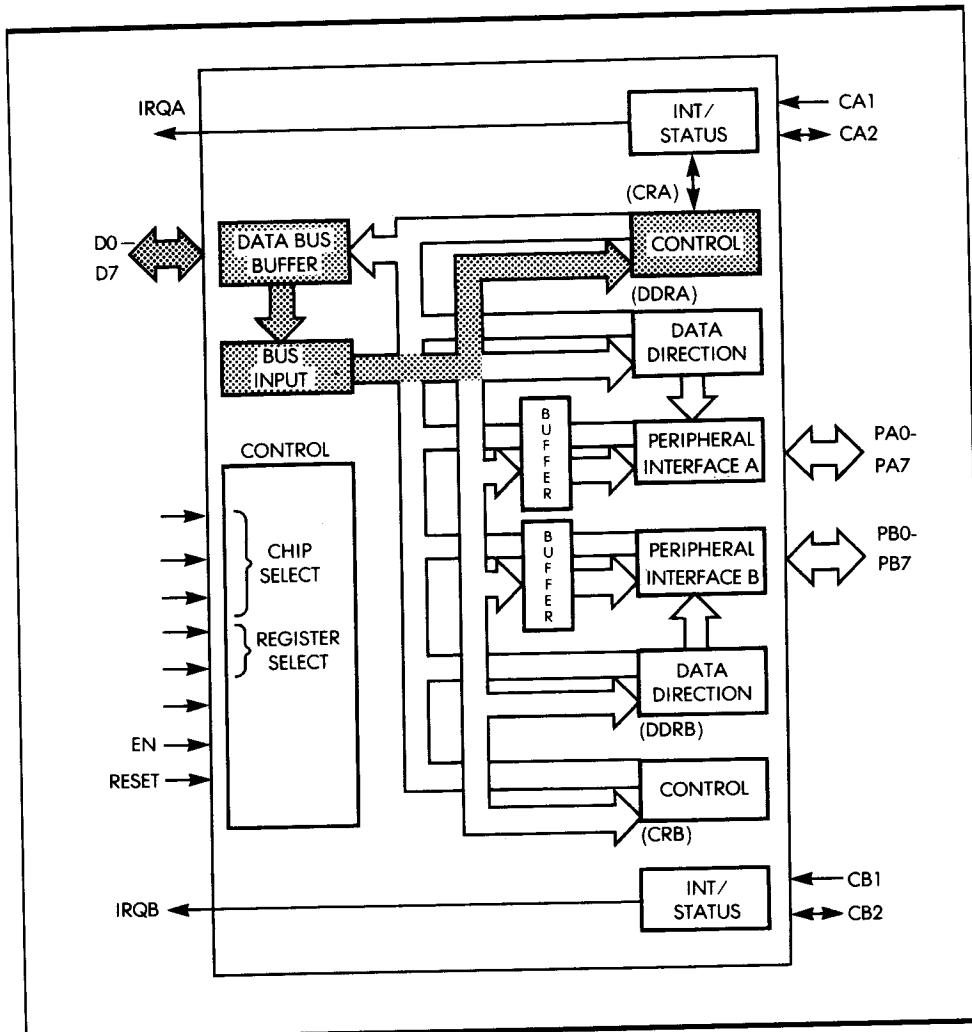 IRQA
INT/
STATUS
CA1
CA2
(CRA)
D0–
D7
DATA BUS
BUFFER
CONTROL
(DDRA)
BUS
INPUT
DATA
DIRECTION
BUFFER
PERIPHERAL
INTERFACE A
PA0-
PA7
CONTROL
CHIP
SELECT
REGISTER
SELECT
EN
RESET
BUFFER
PERIPHERAL
INTERFACE B
PB0-
PB7
DATA
DIRECTION
(DDRB)
CONTROL
(CRB)
IRQB
INT/
STATUS
CB1
CB2